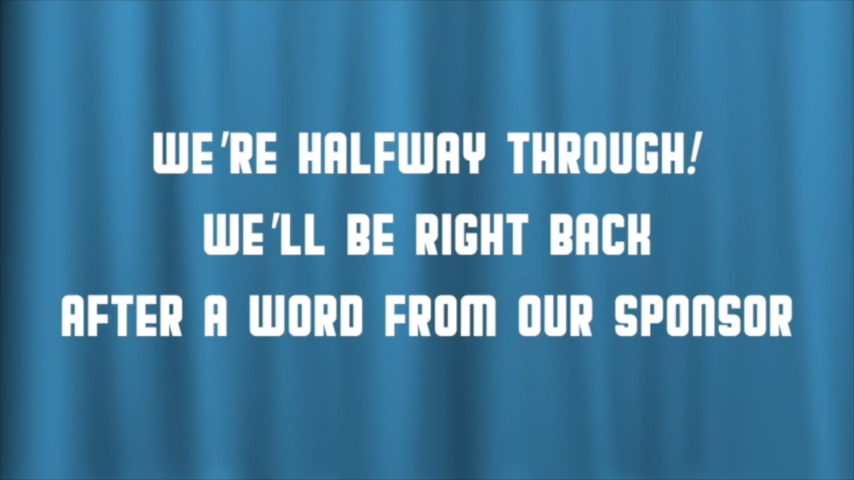 WE'RE HALFWAY THROUGH!
WE'LL BE RIGHT BACK
AFTER A WORD FROM OUR SPONSOR